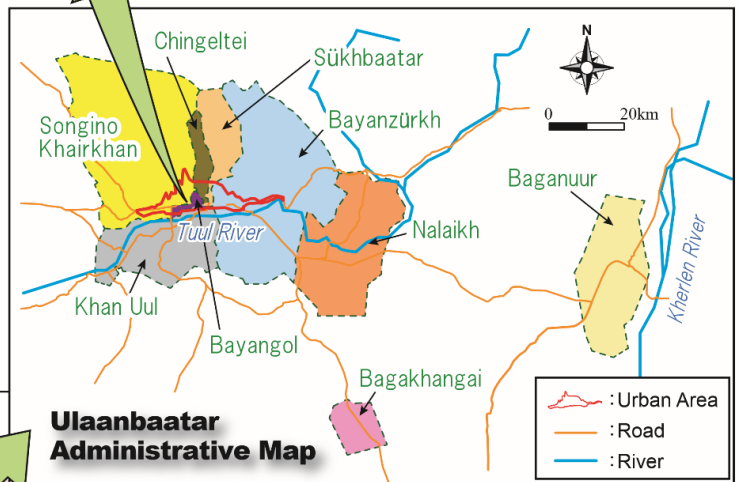 Chingeltei
Sükhbaatar
N
0 20km
Songino
Khairkhan
Bayanzürkh
Baganuur
Tuul River
Nalaikh
Kherlen River
Khan Uul
Bayangol
Bagakhangai
Ulaanbaatar
Administrative Map
:Urban Area
:Road
:River